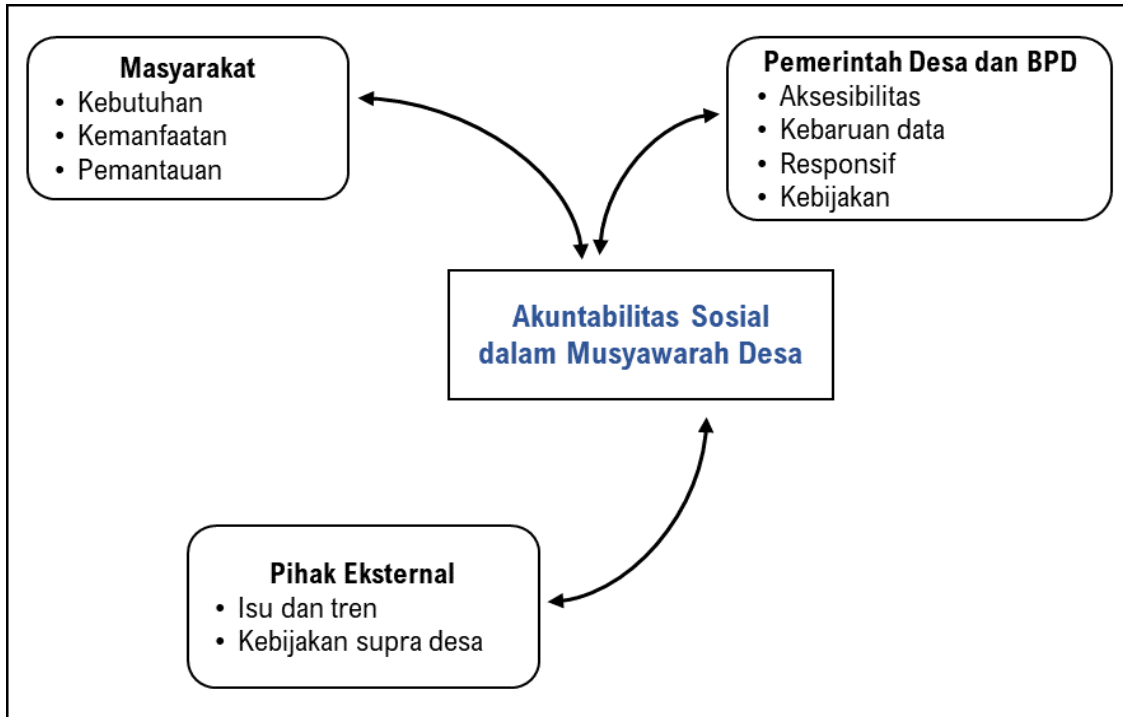 Masyarakat
• Kebutuhan
• Kemanfaatan
• Pemantauan
Pemerintah Desa dan BPD
• Aksesibilitas
• Kebaruan data
• Responsif
• Kebijakan
Akuntabilitas Sosial
dalam Musyawarah Desa
Pihak Eksternal
• Isu dan tren
• Kebijakan supra desa